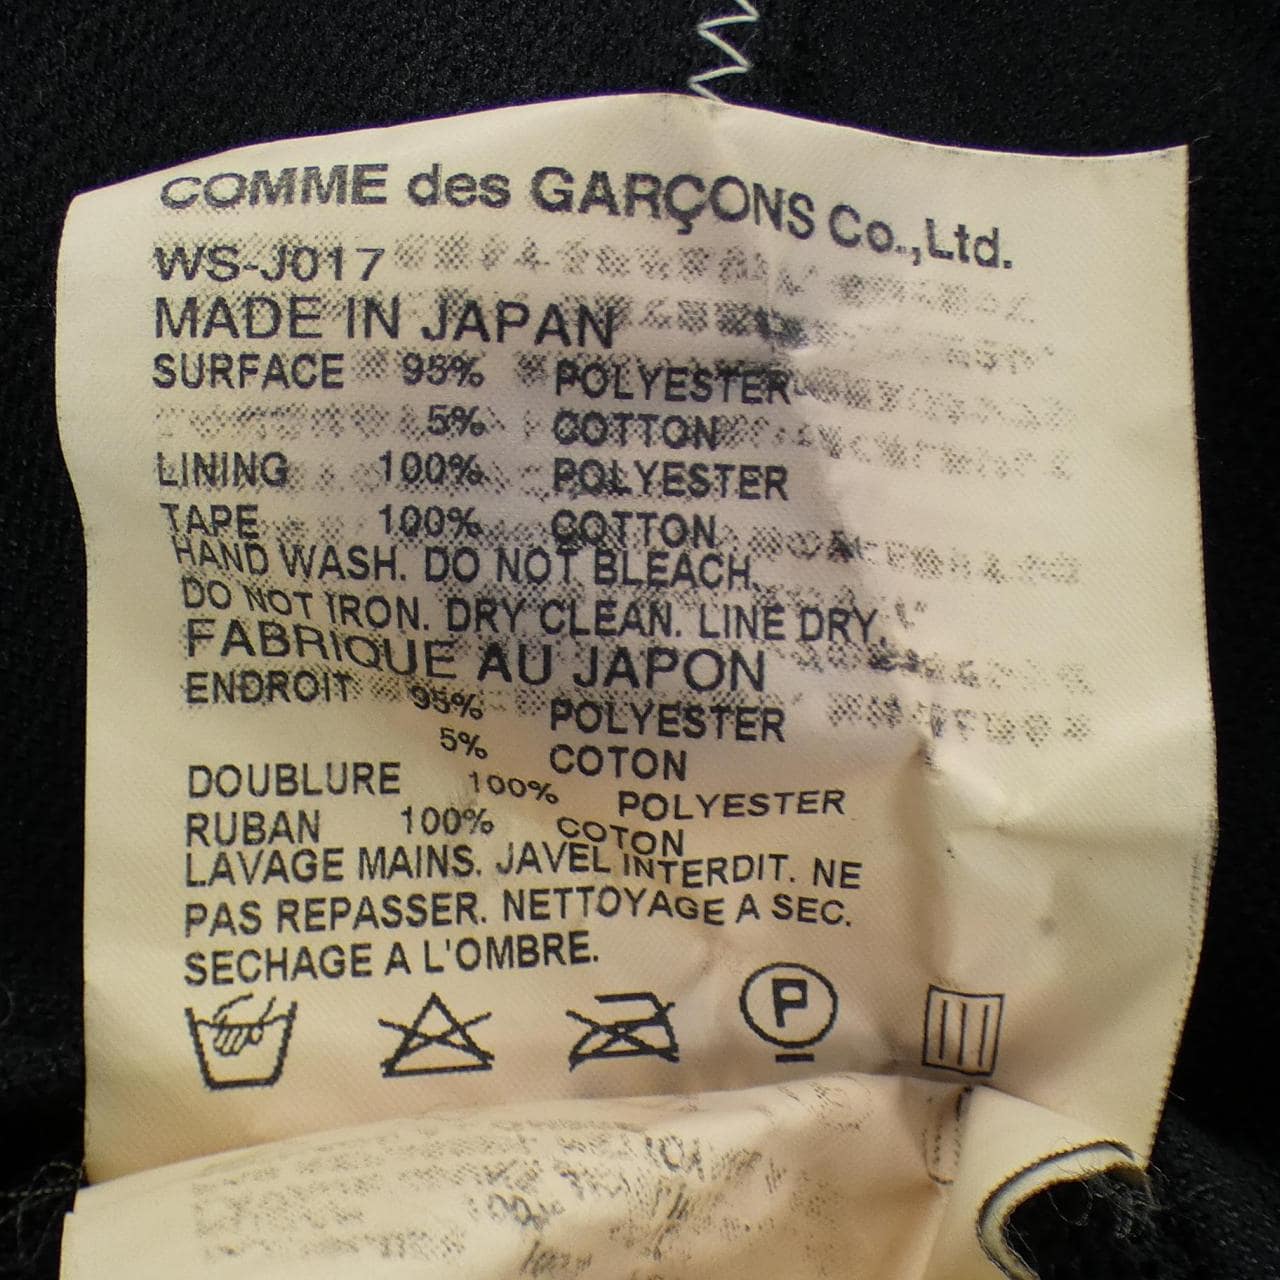 COMME des GARÇONS Co.,Ltd.
WS-J017
MADE IN JAPAN
SURFACE 95% POLYESTER
5% COTTON
LINING 100% POLYESTER
TAPE 100% COTTON
HAND WASH. DO NOT BLEACH.
DO NOT IRON. DRY CLEAN. LINE DRY.
FABRIQUE AU JAPON
ENDROIT 95% POLYESTER
5% COTON
DOUBLURE 100% POLYESTER
RUBAN 100% COTON
LAVAGE MAINS. JAVEL INTERDIT. NE
PAS REPASSER. NETTOYAGE A SEC.
SECHAGE A L'OMBRE.
P